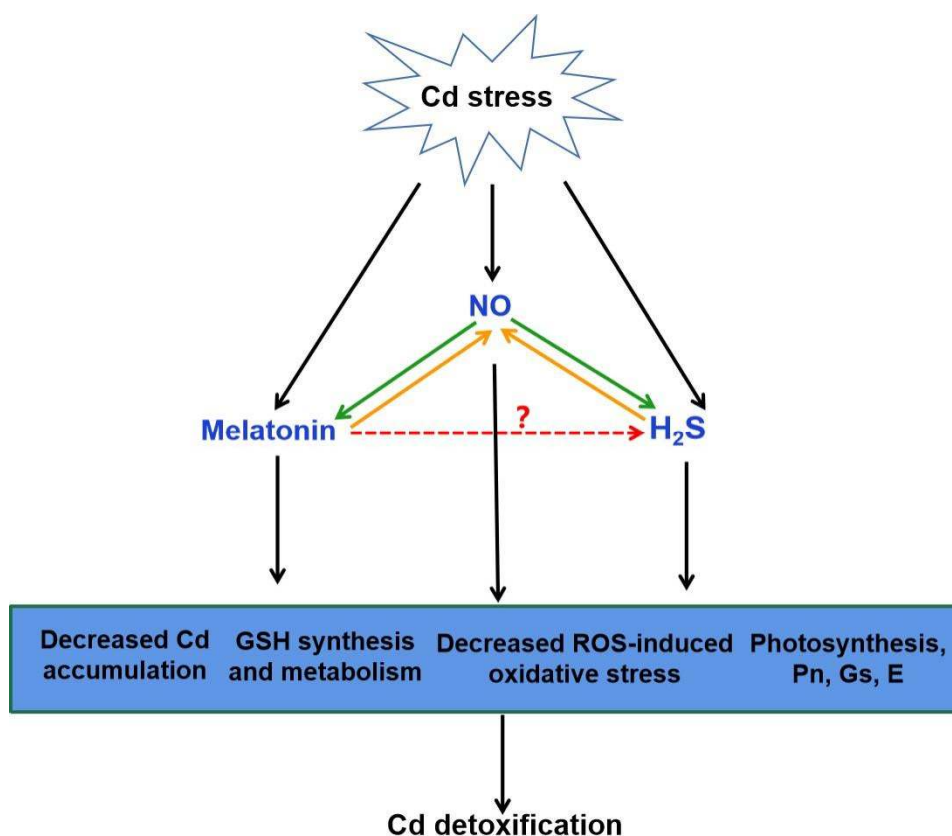 Cd stress
NO
?
Melatonin
H₂S
Decreased Cd
accumulation
GSH synthesis
and metabolism
Decreased ROS-induced
oxidative stress
Photosynthesis,
Pn, Gs, E
Cd detoxification